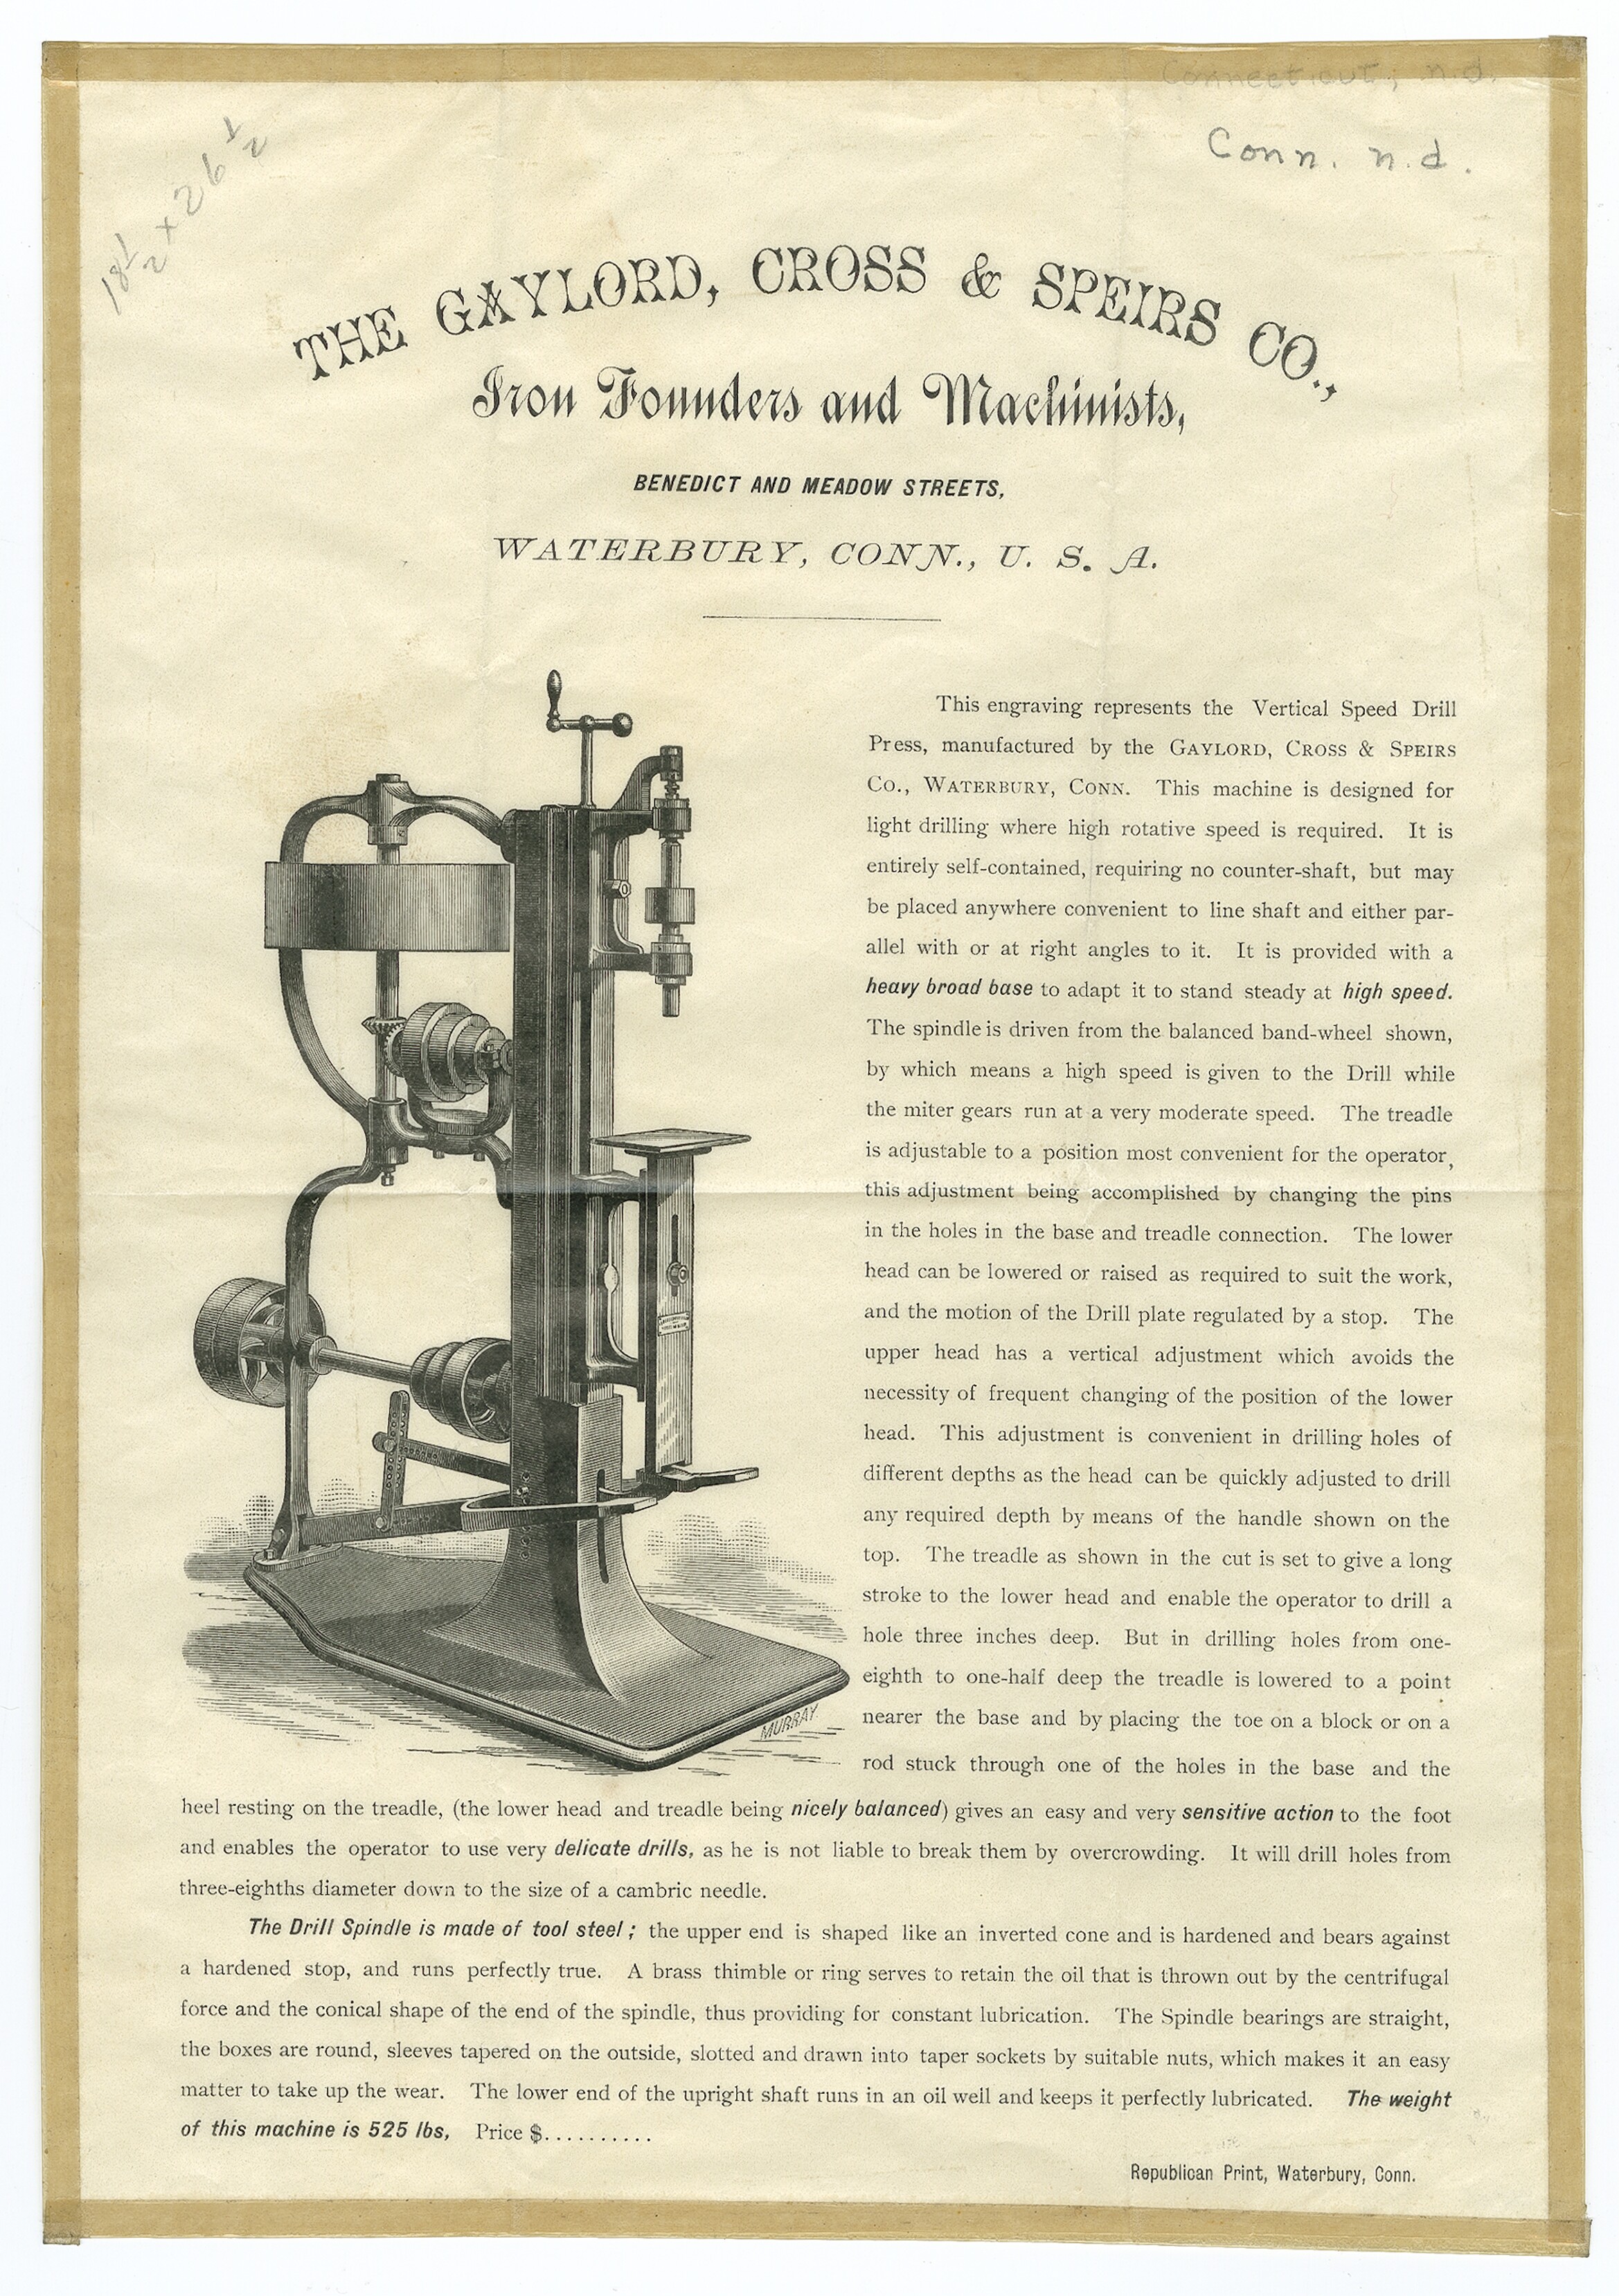 Connecticut, n.d.
Conn. n.d.
18 1/2 x 26 1/2
THE GAYLORD, CROSS & SPEIRS CO.,
Iron Founders and Machinists,
BENEDICT AND MEADOW STREETS,
WATERBURY, CONN., U. S. A.
This engraving represents the Vertical Speed Drill
Press, manufactured by the GAYLORD, CROSS & SPEIRS
CO., WATERBURY, CONN. This machine is designed for
light drilling where high rotative speed is required. It is
entirely self-contained, requiring no counter-shaft, but may
be placed anywhere convenient to line shaft and either par-
allel with or at right angles to it. It is provided with a
heavy broad base to adapt it to stand steady at high speed.
The spindle is driven from the balanced band-wheel shown,
by which means a high speed is given to the Drill while
the miter gears run at a very moderate speed. The treadle
is adjustable to a position most convenient for the operator,
this adjustment being accomplished by changing the pins
in the holes in the base and treadle connection. The lower
head can be lowered or raised as required to suit the work,
and the motion of the Drill plate regulated by a stop. The
upper head has a vertical adjustment which avoids the
necessity of frequent changing of the position of the lower
head. This adjustment is convenient in drilling holes of
different depths as the head can be quickly adjusted to drill
any required depth by means of the handle shown on the
top. The treadle as shown in the cut is set to give a long
stroke to the lower head and enable the operator to drill a
hole three inches deep. But in drilling holes from one-
eighth to one-half deep the treadle is lowered to a point
nearer the base and by placing the toe on a block or on a
rod stuck through one of the holes in the base and the
heel resting on the treadle, (the lower head and treadle being nicely balanced) gives an easy and very sensitive action to the foot
and enables the operator to use very delicate drills, as he is not liable to break them by overcrowding. It will drill holes from
three-eighths diameter down to the size of a cambric needle.
The Drill Spindle is made of tool steel; the upper end is shaped like an inverted cone and is hardened and bears against
a hardened stop, and runs perfectly true. A brass thimble or ring serves to retain the oil that is thrown out by the centrifugal
force and the conical shape of the end of the spindle, thus providing for constant lubrication. The Spindle bearings are straight,
the boxes are round, sleeves tapered on the outside, slotted and drawn into taper sockets by suitable nuts, which makes it an easy
matter to take up the wear. The lower end of the upright shaft runs in an oil well and keeps it perfectly lubricated. The weight
of this machine is 525 lbs, Price $..........
MURRAY
Republican Print, Waterbury, Conn.